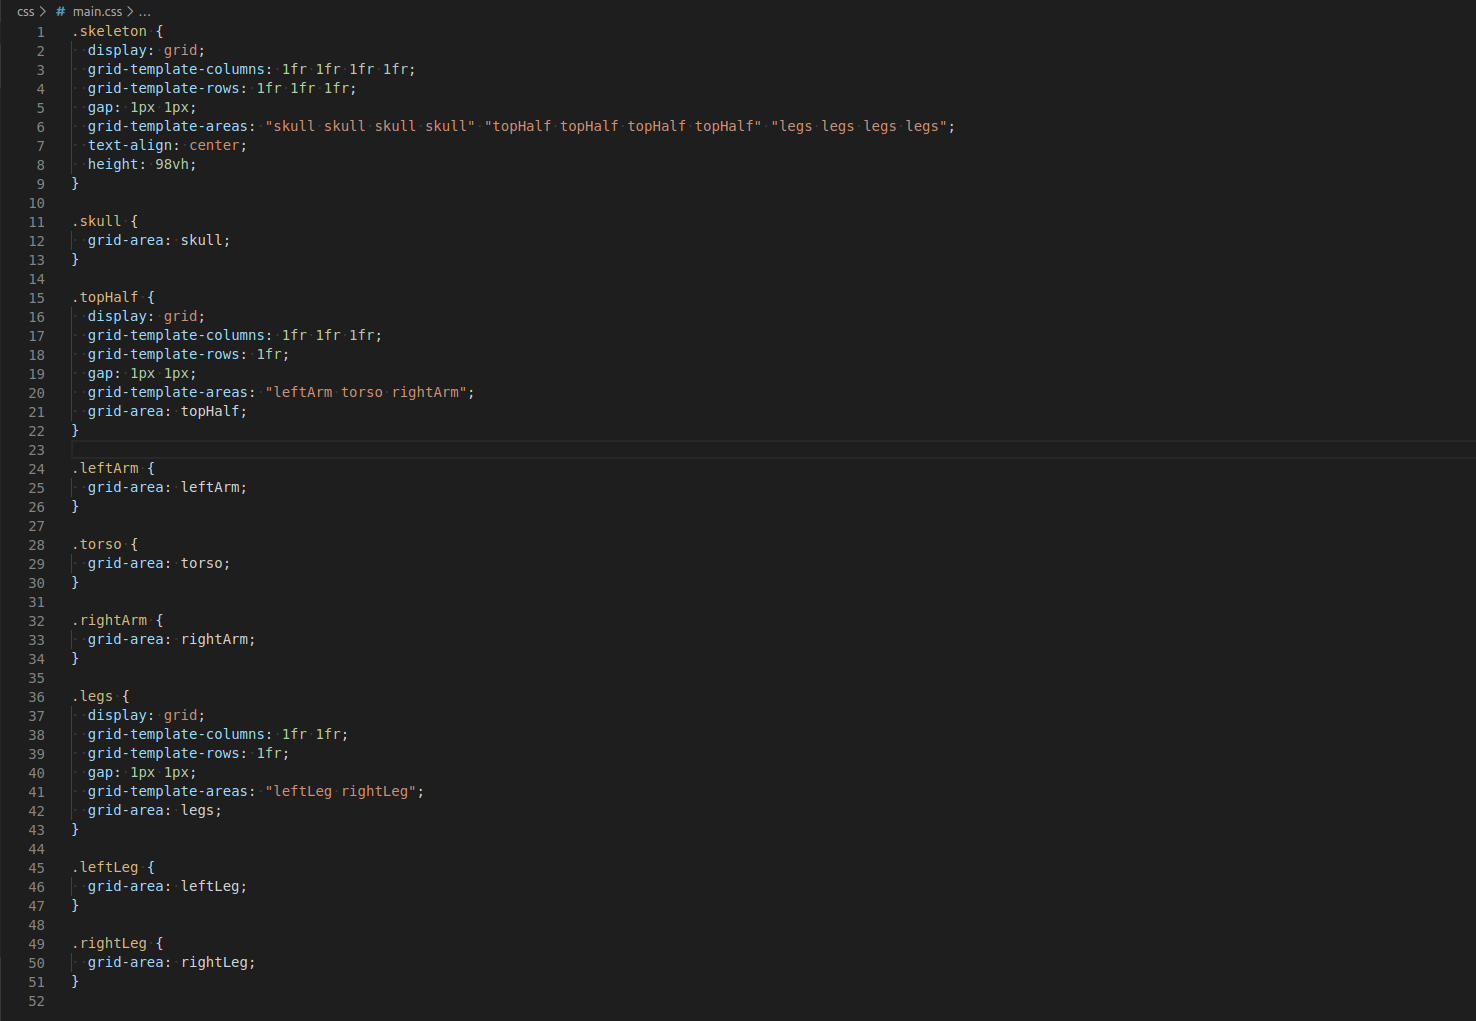 css > # main.css > ...
1 .skeleton {
2   display: grid;
3   grid-template-columns: 1fr 1fr 1fr 1fr;
4   grid-template-rows: 1fr 1fr 1fr;
5   gap: 1px 1px;
6   grid-template-areas: "skull skull skull skull" "topHalf topHalf topHalf topHalf" "legs legs legs legs";
7   text-align: center;
8   height: 98vh;
9 }
10
11 .skull {
12   grid-area: skull;
13 }
14
15 .topHalf {
16   display: grid;
17   grid-template-columns: 1fr 1fr 1fr;
18   grid-template-rows: 1fr;
19   gap: 1px 1px;
20   grid-template-areas: "leftArm torso rightArm";
21   grid-area: topHalf;
22 }
23
24 .leftArm {
25   grid-area: leftArm;
26 }
27
28 .torso {
29   grid-area: torso;
30 }
31
32 .rightArm {
33   grid-area: rightArm;
34 }
35
36 .legs {
37   display: grid;
38   grid-template-columns: 1fr 1fr;
39   grid-template-rows: 1fr;
40   gap: 1px 1px;
41   grid-template-areas: "leftLeg rightLeg";
42   grid-area: legs;
43 }
44
45 .leftLeg {
46   grid-area: leftLeg;
47 }
48
49 .rightLeg {
50   grid-area: rightLeg;
51 }
52